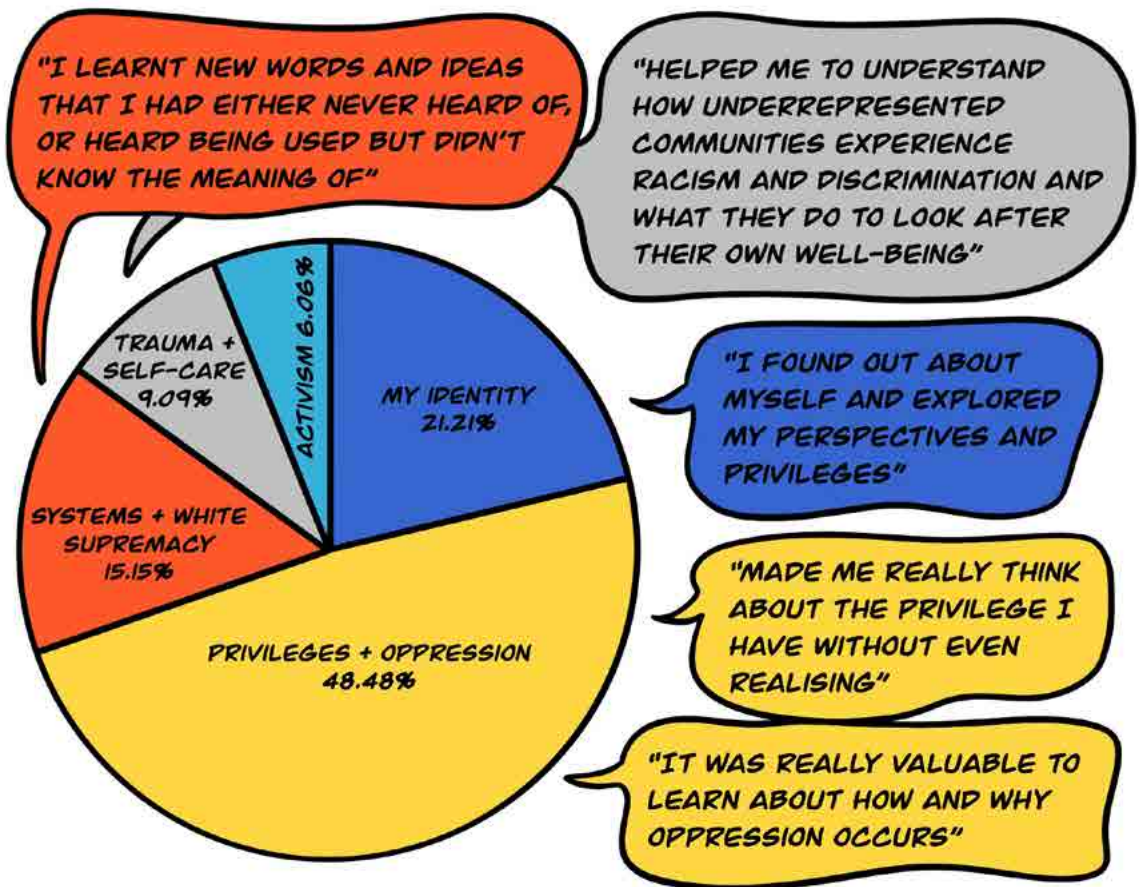 "I LEARNT NEW WORDS AND IDEAS
THAT I HAD EITHER NEVER HEARD OF,
OR HEARD BEING USED BUT DIDN'T
KNOW THE MEANING OF"
"HELPED ME TO UNDERSTAND
HOW UNDERREPRESENTED
COMMUNITIES EXPERIENCE
RACISM AND DISCRIMINATION AND
WHAT THEY DO TO LOOK AFTER
THEIR OWN WELL-BEING"
TRAUMA +
SELF-CARE
9.09%
ACTIVISM 6.06%
MY IDENTITY
21.21%
"I FOUND OUT ABOUT
MYSELF AND EXPLORED
MY PERSPECTIVES AND
PRIVILEGES"
SYSTEMS + WHITE
SUPREMACY
15.15%
"MADE ME REALLY THINK
ABOUT THE PRIVILEGE I
HAVE WITHOUT EVEN
REALISING"
PRIVILEGES + OPPRESSION
48.48%
"IT WAS REALLY VALUABLE TO
LEARN ABOUT HOW AND WHY
OPPRESSION OCCURS"